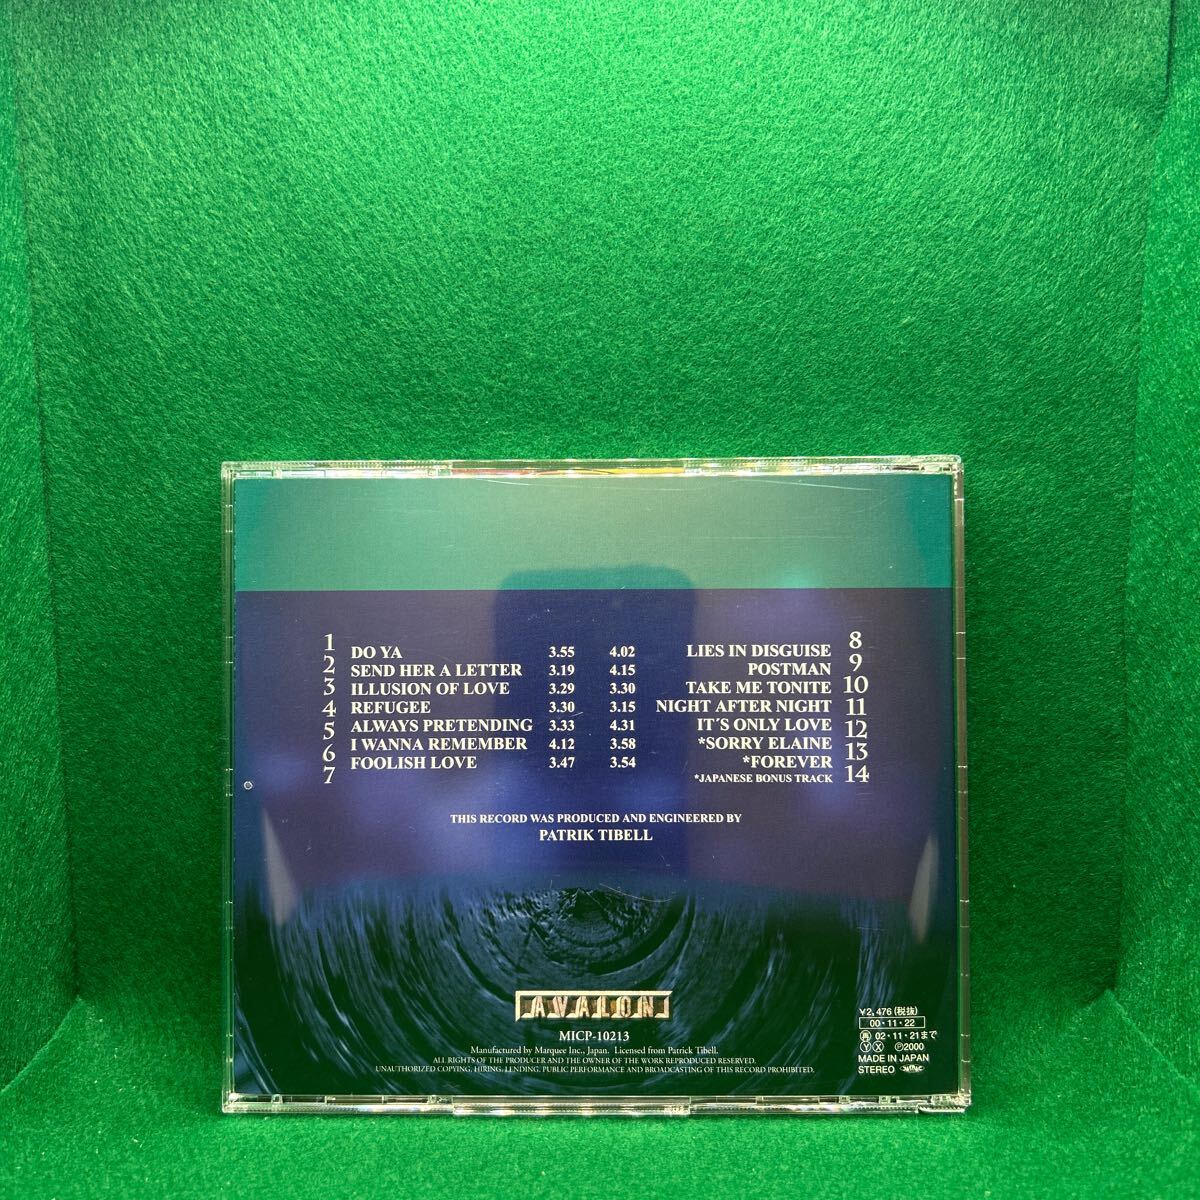 1 DO YA 3.55
2 SEND HER A LETTER 3.19
3 ILLUSION OF LOVE 3.29
4 REFUGEE 3.30
5 ALWAYS PRETENDING 3.33
6 I WANNA REMEMBER 4.12
7 FOOLISH LOVE 3.47
4.02 LIES IN DISGUISE 8
4.15 POSTMAN 9
3.30 TAKE ME TONITE 10
3.15 NIGHT AFTER NIGHT 11
4.31 IT´S ONLY LOVE 12
3.58 *SORRY ELAINE 13
3.54 *FOREVER 14
*JAPANESE BONUS TRACK
THIS RECORD WAS PRODUCED AND ENGINEERED BY
PATRIK TIBELL
AVALON
MICP-10213
Manufactured by Marquee Inc., Japan. Licensed from Patrick Tibell.
ALL RIGHTS OF THE PRODUCER AND THE OWNER OF THE WORK REPRODUCED RESERVED.
UNAUTHORIZED COPYING, HIRING, LENDING, PUBLIC PERFORMANCE AND BROADCASTING OF THIS RECORD PROHIBITED.
¥2,476 (税抜)
00・11・22
再 02・11・21まで
Y X ℗2000
MADE IN JAPAN
STEREO